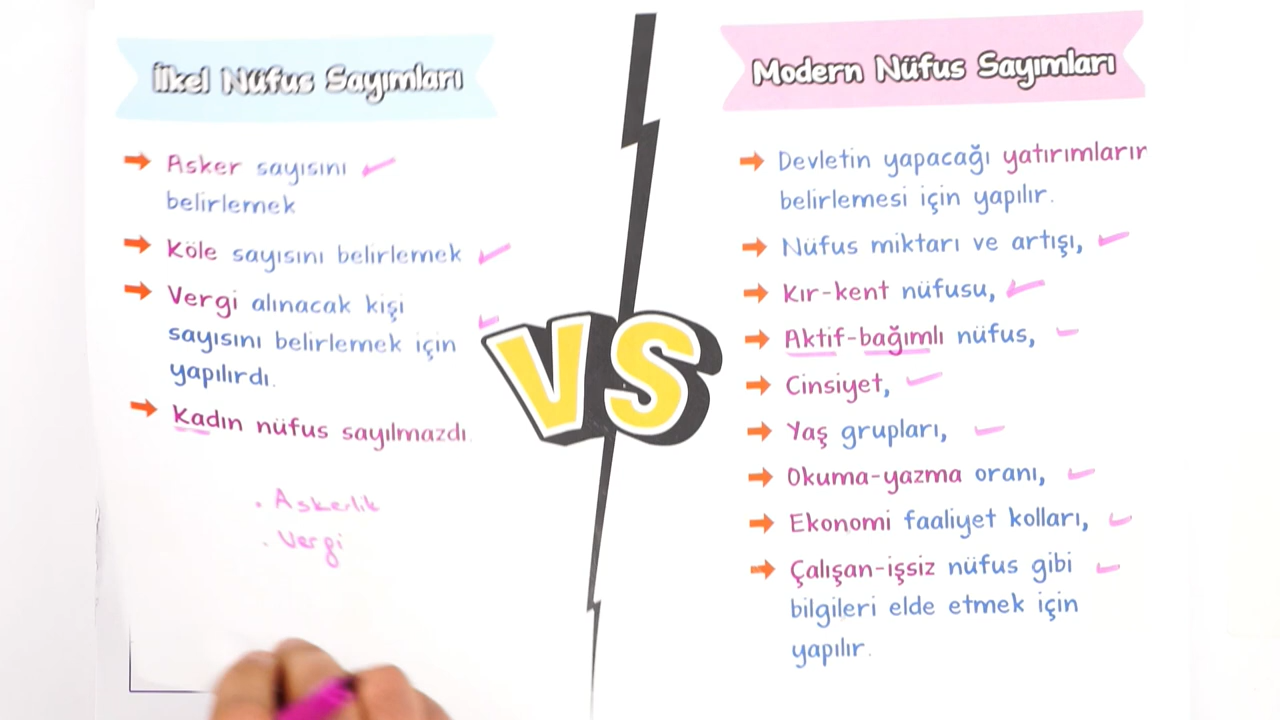 İlkel Nüfus Sayımları
Asker sayısını
belirlemek
Köle sayısını belirlemek
Vergi alınacak kişi
sayısını belirlemek için
yapılırdı.
Kadın nüfus sayılmazdı.
. Askerlik
. Vergi
VS
Modern Nüfus Sayımları
Devletin yapacağı yatırımların
belirlemesi için yapılır.
Nüfus miktarı ve artışı,
Kır-kent nüfusu,
Aktif-bağımlı nüfus,
Cinsiyet,
Yaş grupları,
Okuma-yazma oranı,
Ekonomi faaliyet kolları,
Çalışan-işsiz nüfus gibi
bilgileri elde etmek için
yapılır.